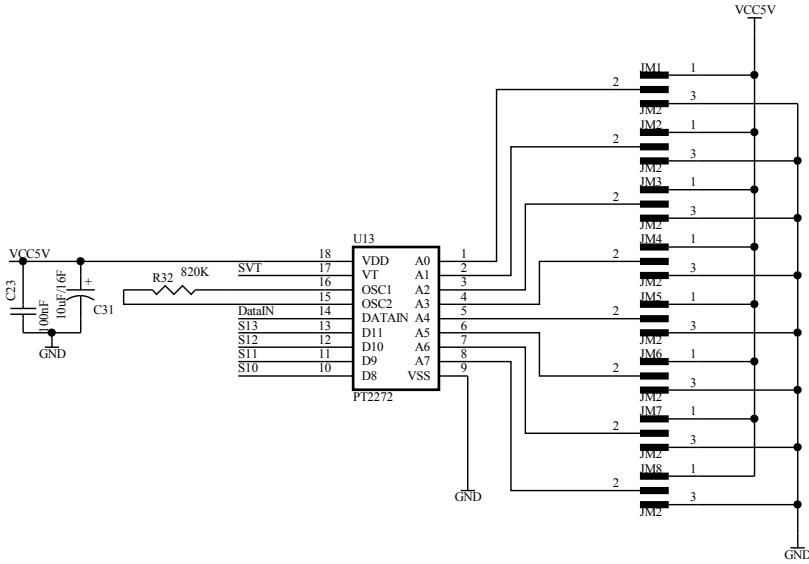 VCC5V
JM1 1
2
3
JM2
JM2 1
2
3
JM2
JM3 1
2
3
JM2
JM4 1
2
3
JM2
JM5 1
2
3
JM2
JM6 1
2
3
JM2
JM7 1
2
3
JM2
JM8 1
2
3
JM2
GND
U13
VCC5V 18 VDD A0 1
SVT 17 VT A1 2
R32 820K 16 OSC1 A2 3
15 OSC2 A3 4
DataIN 14 DATAIN A4 5
S13 13 D11 A5 6
S12 12 D10 A6 7
S11 11 D9 A7 8
S10 10 D8 VSS 9
PT2272
C23
100nF
10uF/16F
+
C31
GND
GND